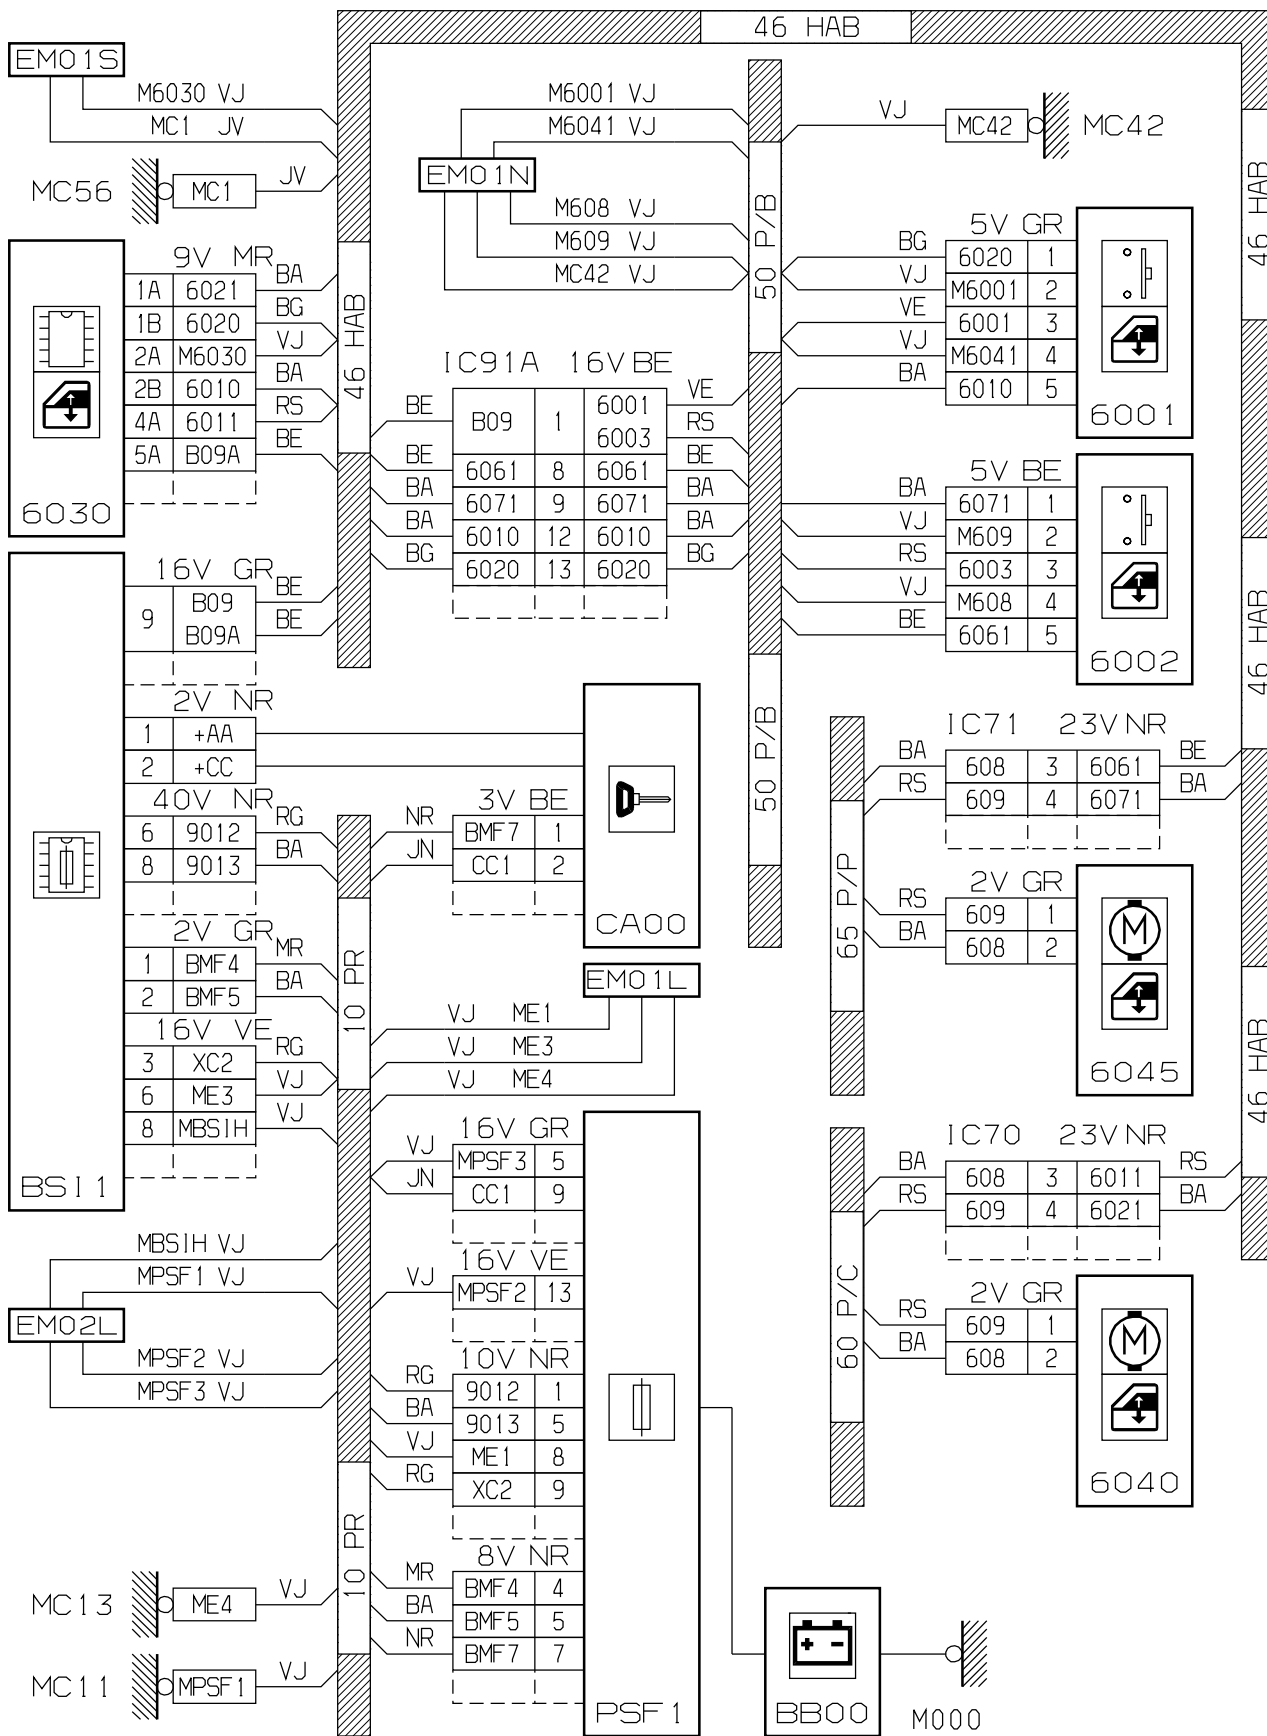 46 HAB
EM01S
M6030 VJ
MC1 JV
MC56
MC1
JV
M6001 VJ
M6041 VJ
EM01N
M608 VJ
M609 VJ
MC42 VJ
50 P/B
VJ
MC42
MC42
46 HAB
9V MR
1A 6021 BA
1B 6020 BG
2A M6030 VJ
2B 6010 BA
4A 6011 RS
5A B09A BE
6030
46 HAB
IC91A 16V BE
BE B09 1 6001 VE
6003 RS
BE 6061 8 6061 BE
BA 6071 9 6071 BA
BA 6010 12 6010 BA
BG 6020 13 6020 BG
5V GR
BG 6020 1
VJ M6001 2
VE 6001 3
VJ M6041 4
BA 6010 5
6001
5V BE
BA 6071 1
VJ M609 2
RS 6003 3
VJ M608 4
BE 6061 5
6002
46 HAB
16V GR
9 B09 BE
B09A BE
2V NR
1 +AA
2 +CC
40V NR
6 9012 RG
8 9013 BA
2V GR
1 BMF4 MR
2 BMF5 BA
16V VE
3 XC2 RG
6 ME3 VJ
8 MBSIH VJ
BSI1
10 PR
3V BE
NR BMF7 1
JN CC1 2
CA00
50 P/B
EM01L
VJ ME1
VJ ME3
VJ ME4
IC71 23V NR
BA 608 3 6061 BE
RS 609 4 6071 BA
65 P/P
2V GR
RS 609 1
BA 608 2
M
6045
46 HAB
IC70 23V NR
BA 608 3 6011 RS
RS 609 4 6021 BA
60 P/C
2V GR
RS 609 1
BA 608 2
M
6040
16V GR
VJ MPSF3 5
JN CC1 9
16V VE
VJ MPSF2 13
10V NR
RG 9012 1
BA 9013 5
VJ ME1 8
RG XC2 9
8V NR
MR BMF4 4
BA BMF5 5
NR BMF7 7
PSF1
MBSIH VJ
MPSF1 VJ
EM02L
MPSF2 VJ
MPSF3 VJ
10 PR
MC13
ME4
VJ
MC11
MPSF1
VJ
+ -
BB00
M000